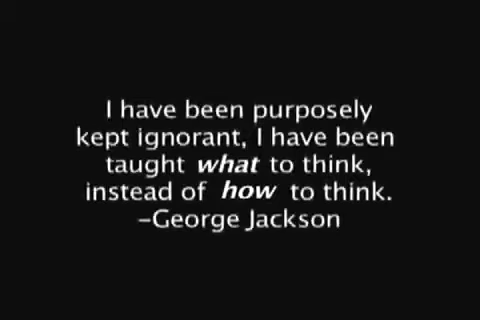 I have been purposely
kept ignorant, I have been
taught what to think,
instead of how to think.
–George Jackson